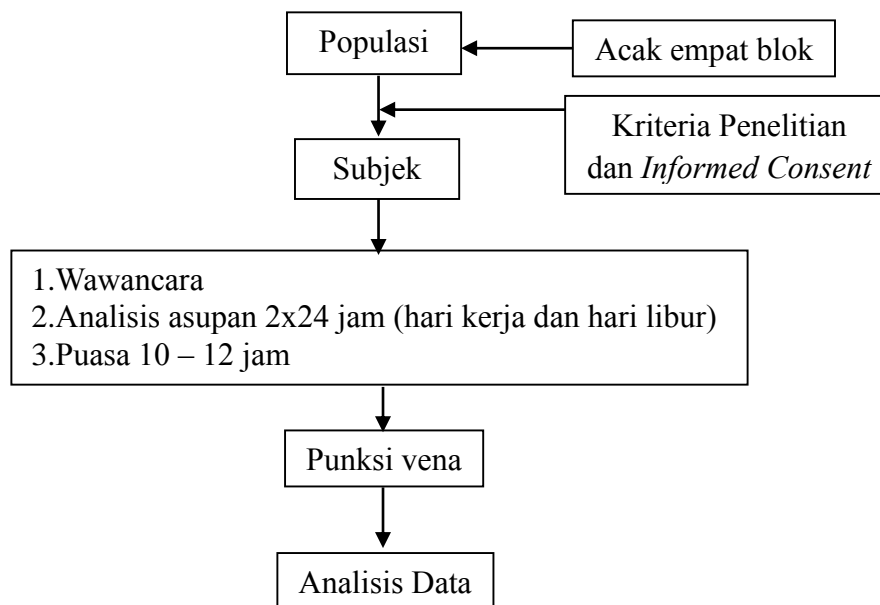 Populasi
Acak empat blok
Kriteria Penelitian
dan Informed Consent
Subjek
1.Wawancara
2.Analisis asupan 2x24 jam (hari kerja dan hari libur)
3.Puasa 10 – 12 jam
Punksi vena
Analisis Data